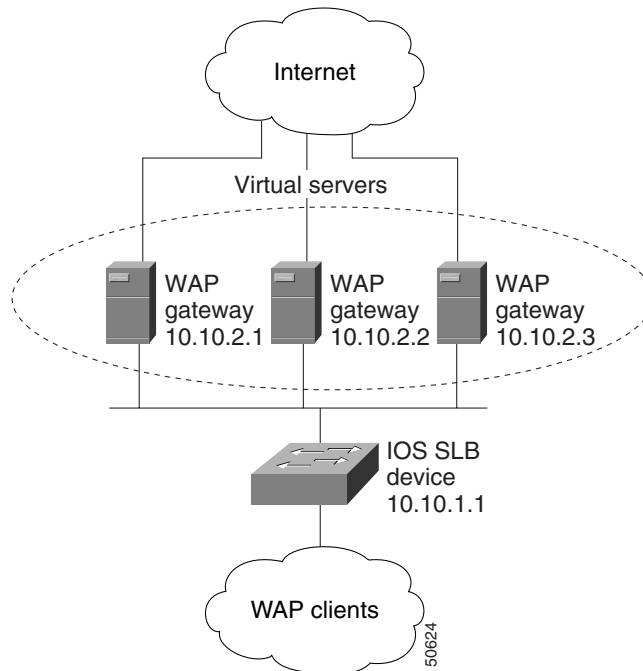 Internet
Virtual servers
WAP
gateway
10.10.2.1
WAP
gateway
10.10.2.2
WAP
gateway
10.10.2.3
IOS SLB
device
10.10.1.1
WAP clients
50624